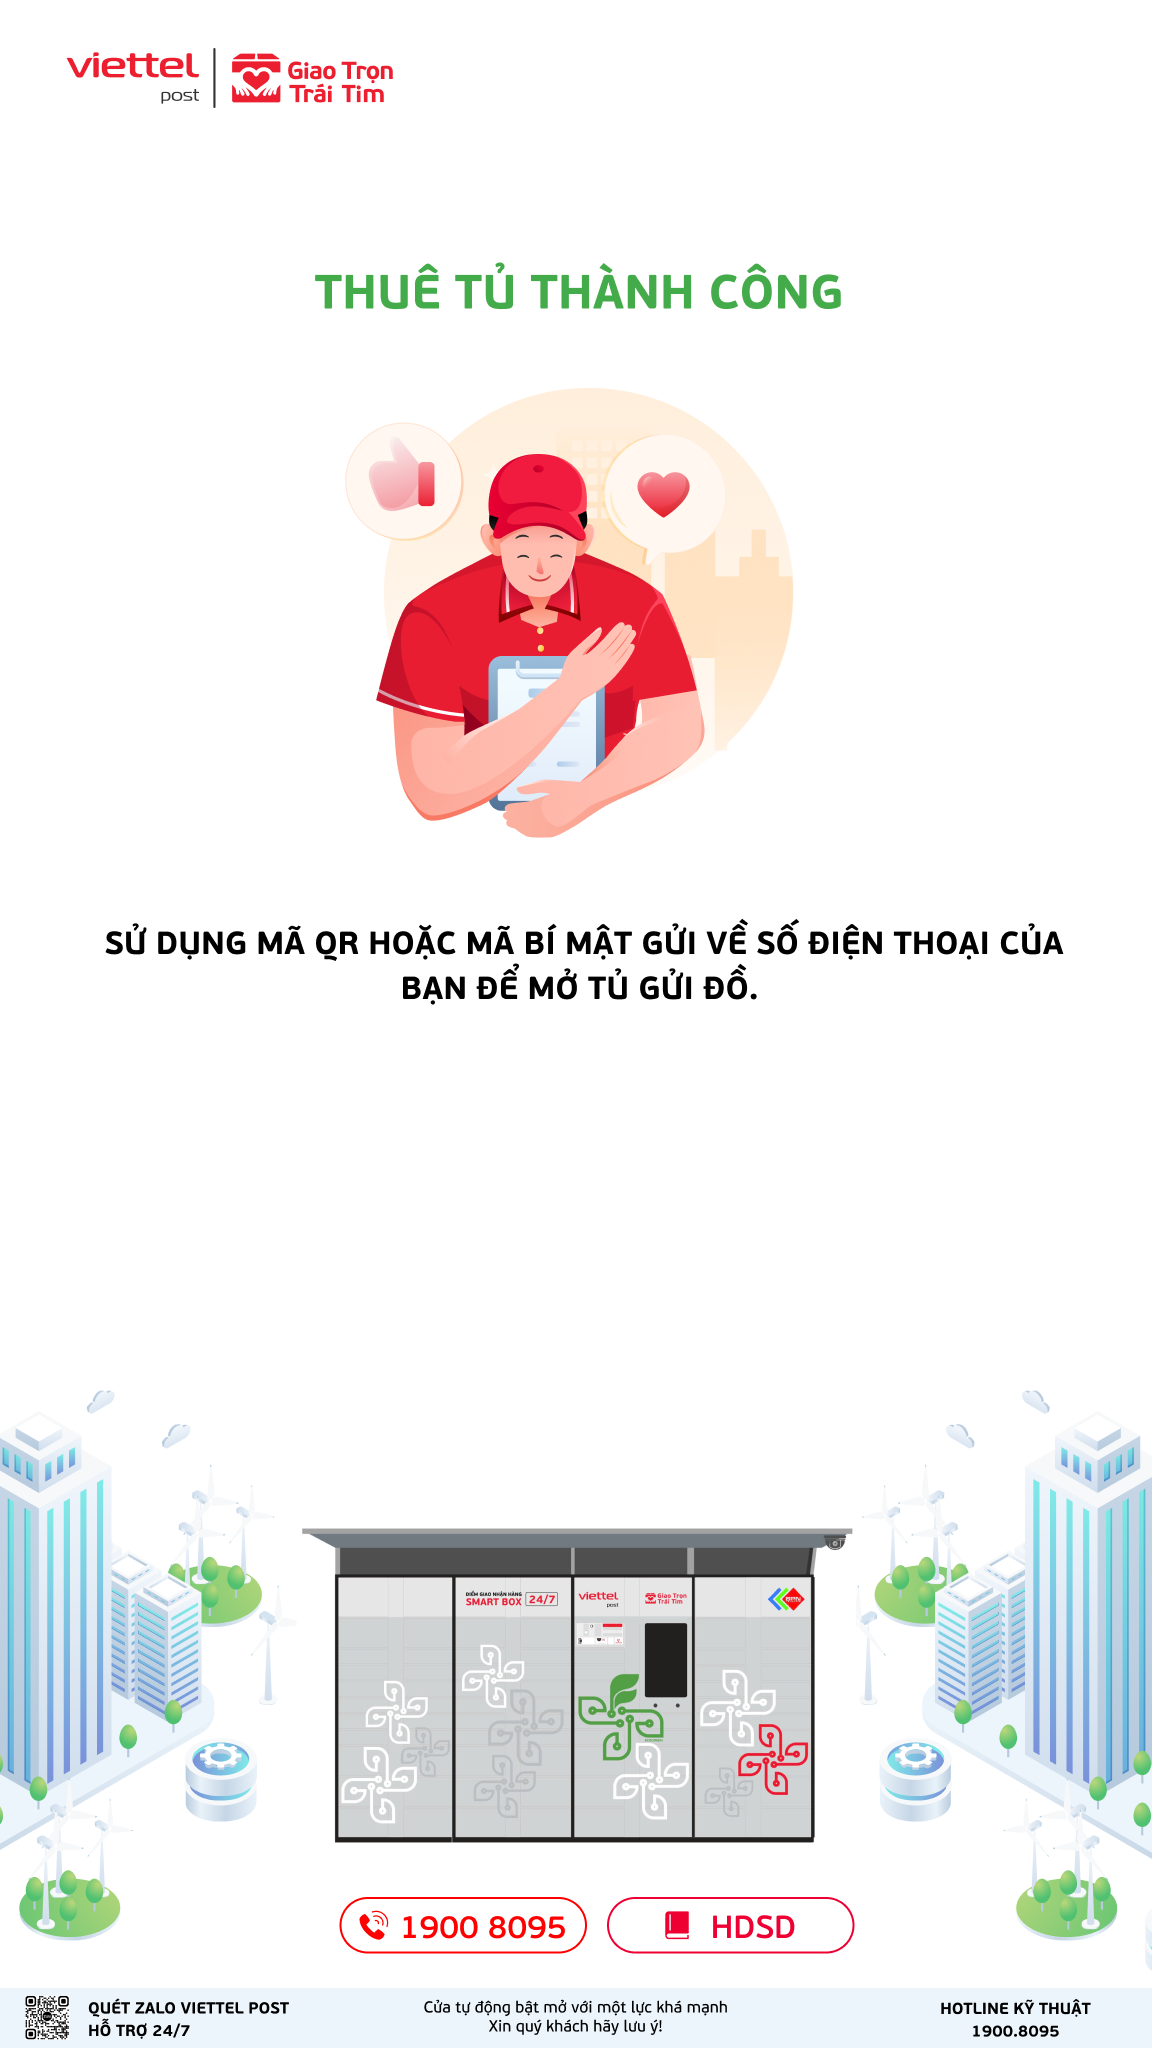 viettel
post
Giao Trọn
Trái Tim
THUÊ TỦ THÀNH CÔNG
SỬ DỤNG MÃ QR HOẶC MÃ BÍ MẬT GỬI VỀ SỐ ĐIỆN THOẠI CỦA
BẠN ĐỂ MỞ TỦ GỬI ĐỒ.
ĐIỂM GIAO NHẬN HÀNG
SMART BOX 24/7
viettel
post
Giao Trọn
Trái Tim
1900 8095
HDSD
QUÉT ZALO VIETTEL POST
HỖ TRỢ 24/7
Cửa tự động bật mở với một lực khá mạnh
Xin quý khách hãy lưu ý!
HOTLINE KỸ THUẬT
1900.8095